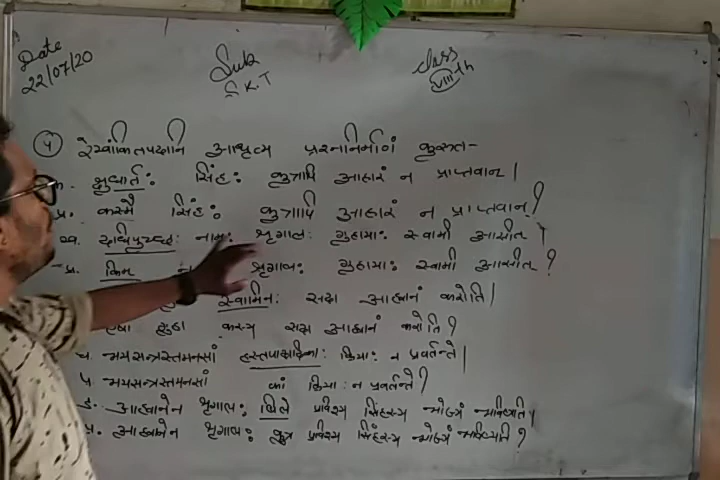 Date
22/07/20
Sub
S.K.T
Class
VIIIth
4 रेखांकितपदानि आधृत्य प्रश्ननिर्माणं कुरुत-
क. क्षुधार्तः सिंहः कुत्रापि आहारं न प्राप्तवान्।
प्र. कस्मै सिंहः कुत्रापि आहारं न प्राप्तवान्?
ख. दधिपुच्छः नामः श्रृगालः गुहायाः स्वामी आसीत्।
प्र. किम् श्रृगालः गुहायाः स्वामी आसीत्?
स्वामिनः सदा आह्वानं करोति।
एषा गुहा कस्य सदा आह्वानं करोति?
घ. भयसन्त्रस्तमनसां हस्तपादादिकाः क्रियाः न प्रवर्तन्ते।
प्र. भयसन्त्रस्तमनसां कां क्रियाः न प्रवर्तन्ते?
ङ. आह्वानेन श्रृगालः बिले प्रविश्य सिंहस्य भोज्यं भविष्यति।
प्र. आह्वानेन श्रृगालः कुत्र प्रविश्य सिंहस्य भोज्यं भविष्यति?